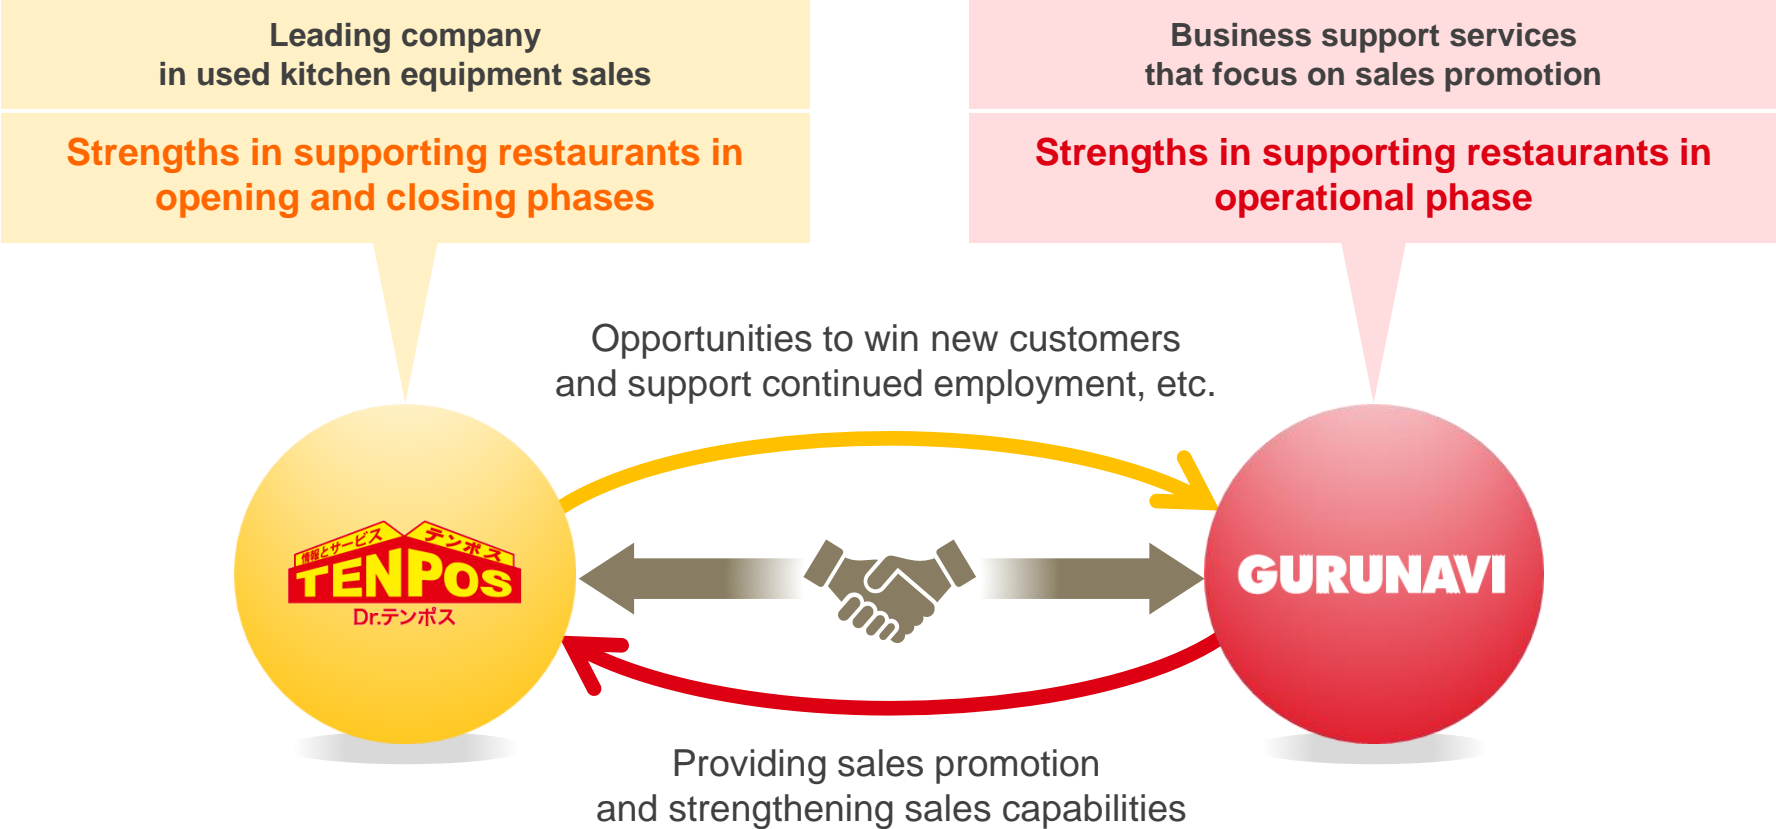 Leading company
in used kitchen equipment sales
Strengths in supporting restaurants in
opening and closing phases
Business support services
that focus on sales promotion
Strengths in supporting restaurants in
operational phase
Opportunities to win new customers
and support continued employment, etc.
情報とサービス
テンポス
TENPOS
Dr.テンポス
GURUNAVI
Providing sales promotion
and strengthening sales capabilities